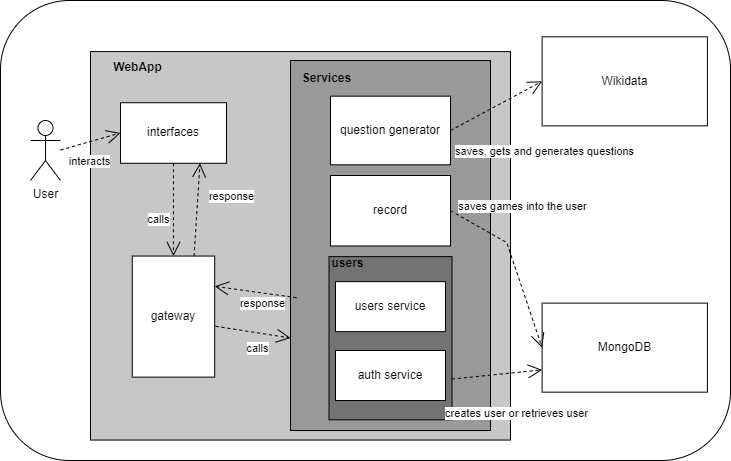 WebApp
Services
Wikidata
question generator
interfaces
saves, gets and generates questions
interacts
User
response
record
saves games into the user
calls
users
response
users service
gateway
calls
MongoDB
auth service
creates user or retrieves user